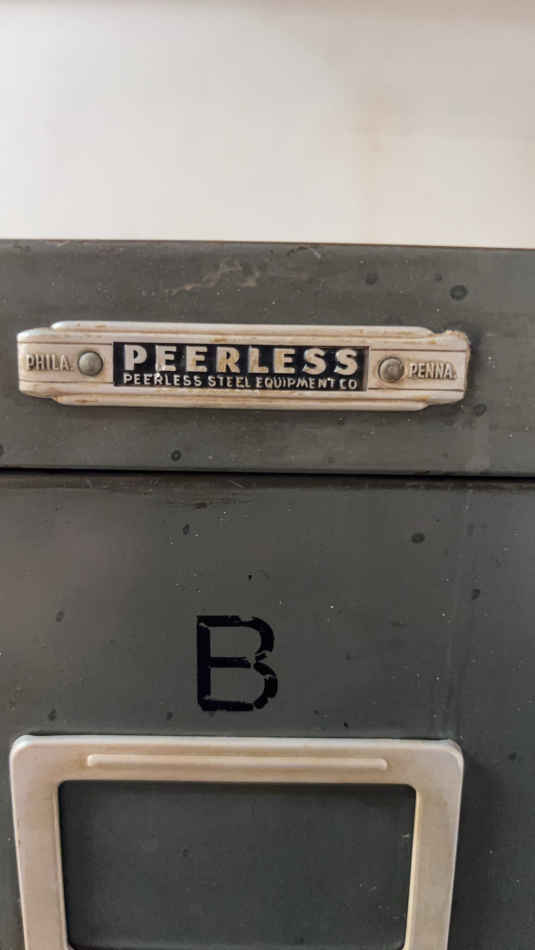 PHILA.
PEERLESS
PEERLESS STEEL EQUIPMENT CO
PENNA.
B